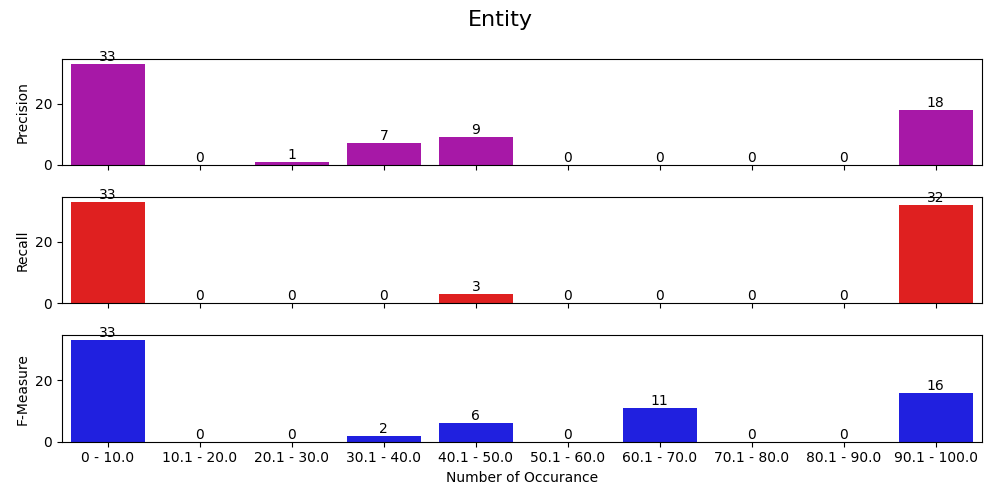 Entity
33 0 1 7 9 0 0 0 0 18
20
0
Precision
33 0 0 0 3 0 0 0 0 32
20
0
Recall
33 0 0 2 6 0 11 0 0 16
20
0
F-Measure
0 - 10.0 10.1 - 20.0 20.1 - 30.0 30.1 - 40.0 40.1 - 50.0 50.1 - 60.0 60.1 - 70.0 70.1 - 80.0 80.1 - 90.0 90.1 - 100.0
Number of Occurance